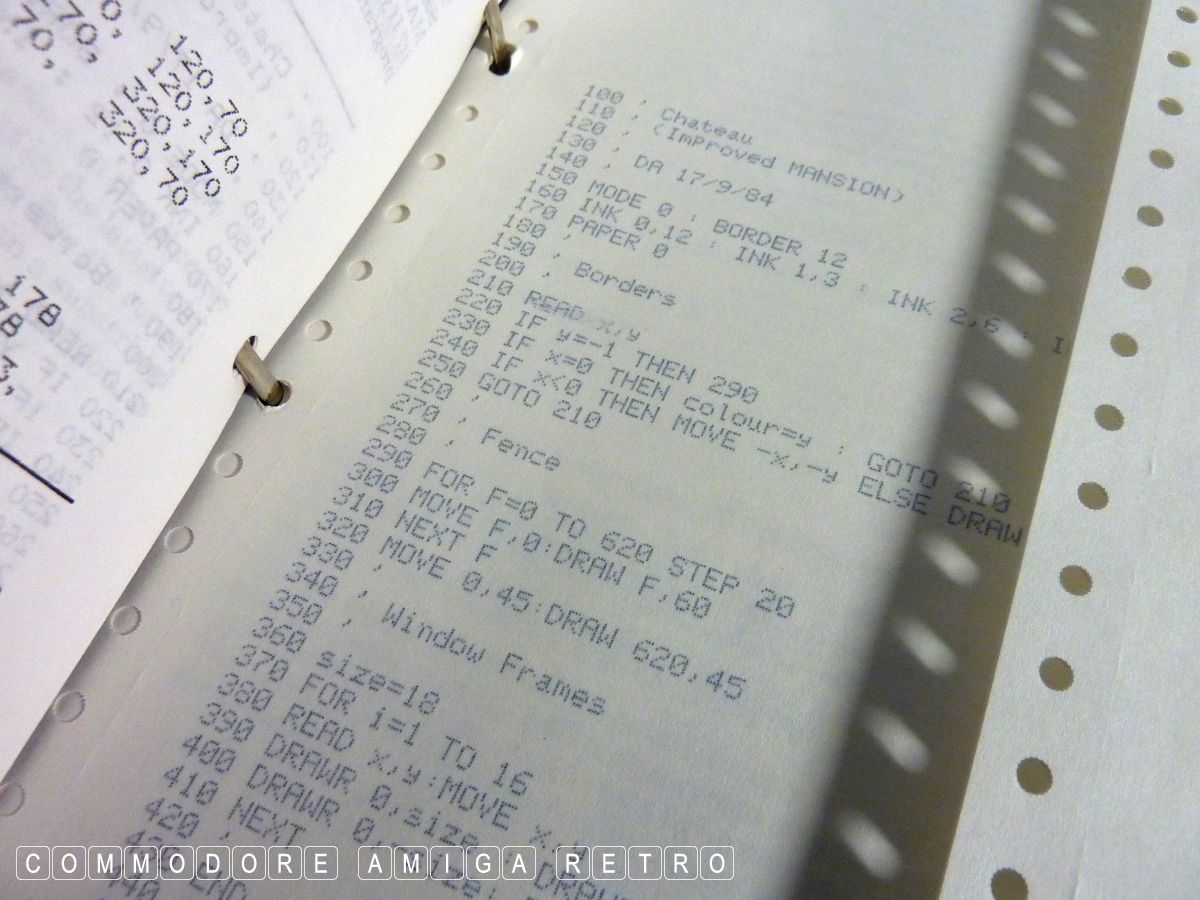 120,70
70, 120,170
70, 320,170
320,70
178
78
3,
100 '
110 ' Chateau
120 ' (Improved MANSION)
130 '
140 ' DA 17/9/84
150 MODE 0 : BORDER 12
160 INK 0,12 : INK 1,3 : INK 2,6 : I
170 PAPER 0
180 '
190 ' Borders
200 '
210 READ x,y
220 IF y=-1 THEN 290
230 IF x=0 THEN colour=y : GOTO 210
240 IF x<0 THEN MOVE -x,-y ELSE DRAW
250 GOTO 210
260 '
270 ' Fence
280 '
290 FOR F=0 TO 620 STEP 20
300 MOVE F,0:DRAW F,60
310 NEXT F
320 MOVE 0,45:DRAW 620,45
330 '
340 ' Window Frames
350 '
360 size=18
370 FOR i=1 TO 16
380 READ x,y:MOVE x,y
390 DRAWR 0,size
400 DRAWR
410 NEXT
420 '
END
COMMODORE AMIGA RETRO